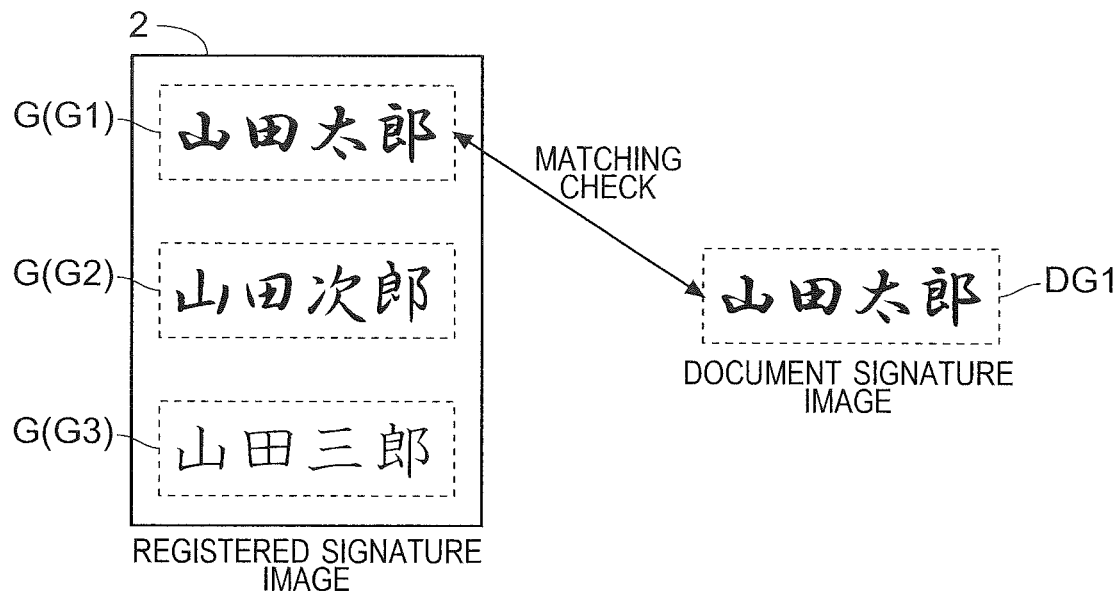 2
G(G1)
山田太郎
MATCHING
CHECK
G(G2)
山田次郎
山田太郎
DG1
DOCUMENT SIGNATURE
IMAGE
G(G3)
山田三郎
REGISTERED SIGNATURE
IMAGE